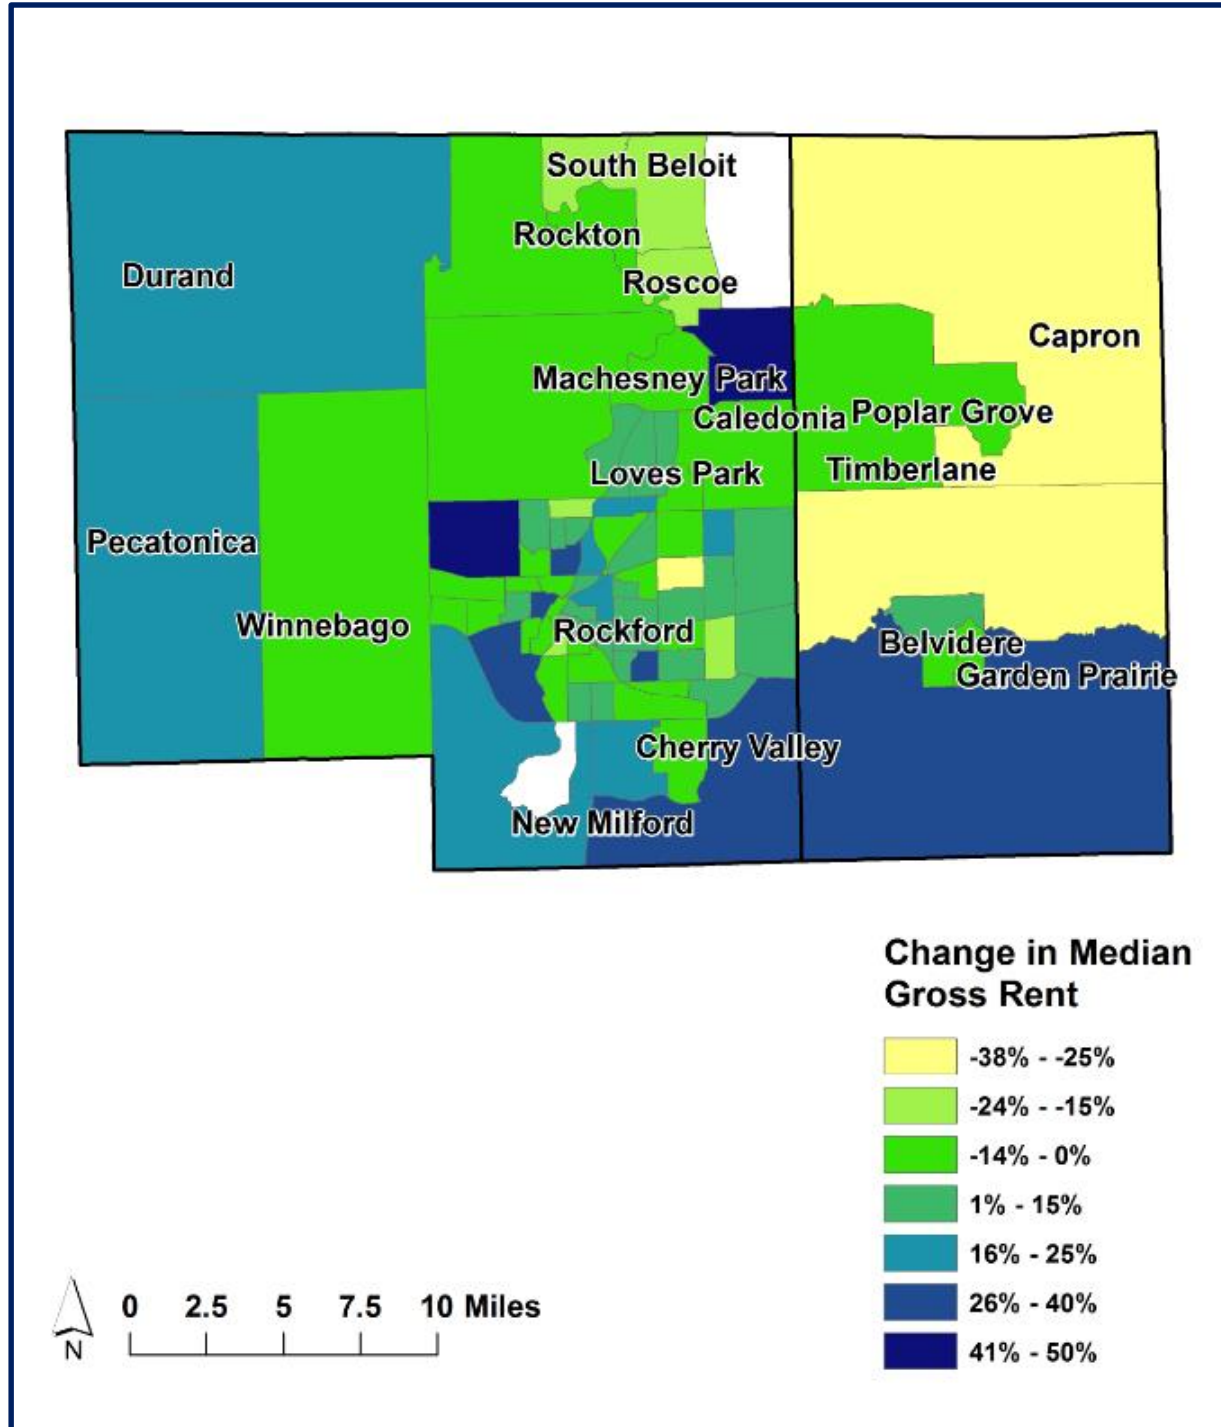 South Beloit
Rockton
Durand
Roscoe
Capron
Machesney Park
Caledonia
Poplar Grove
Loves Park
Timberlane
Pecatonica
Winnebago
Rockford
Belvidere
Garden Prairie
Cherry Valley
New Milford
Change in Median
Gross Rent
-38% - -25%
-24% - -15%
-14% - 0%
1% - 15%
16% - 25%
26% - 40%
41% - 50%
0 2.5 5 7.5 10 Miles
N